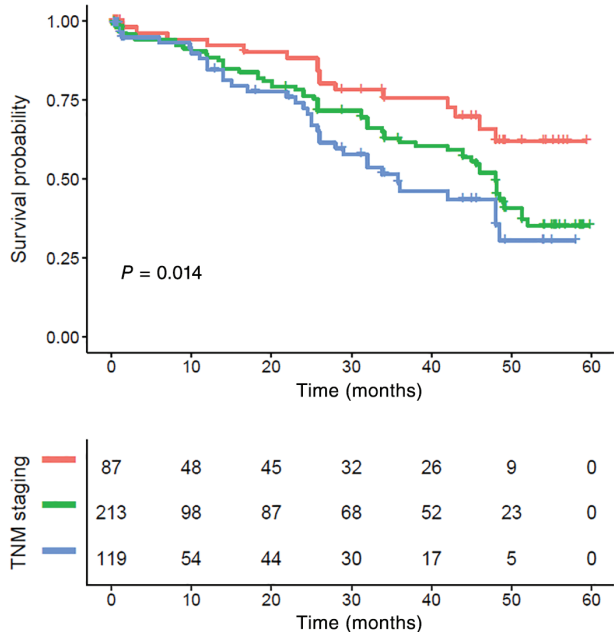 1.00
0.75
0.50
0.25
0.00
Survival probability
P = 0.014
0 10 20 30 40 50 60
Time (months)
TNM staging
87 48 45 32 26 9 0
213 98 87 68 52 23 0
119 54 44 30 17 5 0
0 10 20 30 40 50 60
Time (months)